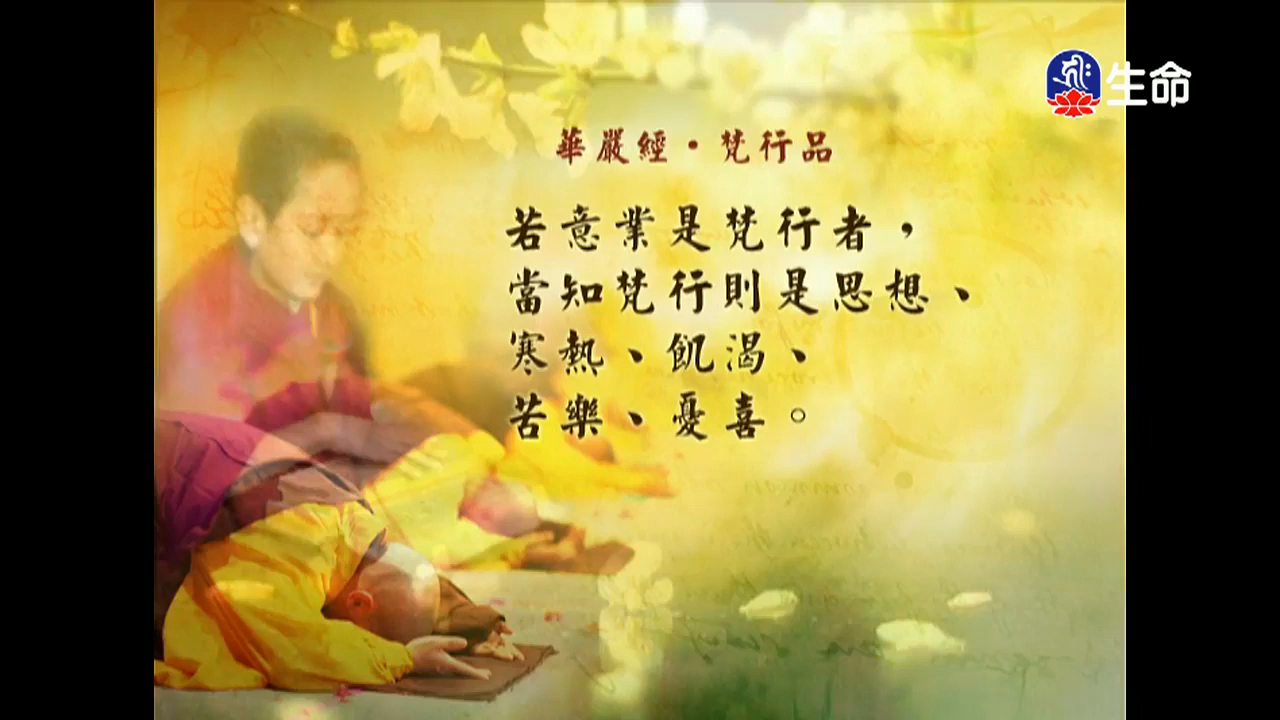 生命
華嚴經•梵行品
若意業是梵行者，
當知梵行則是思想、
寒熱、飢渴、
苦樂、憂喜。